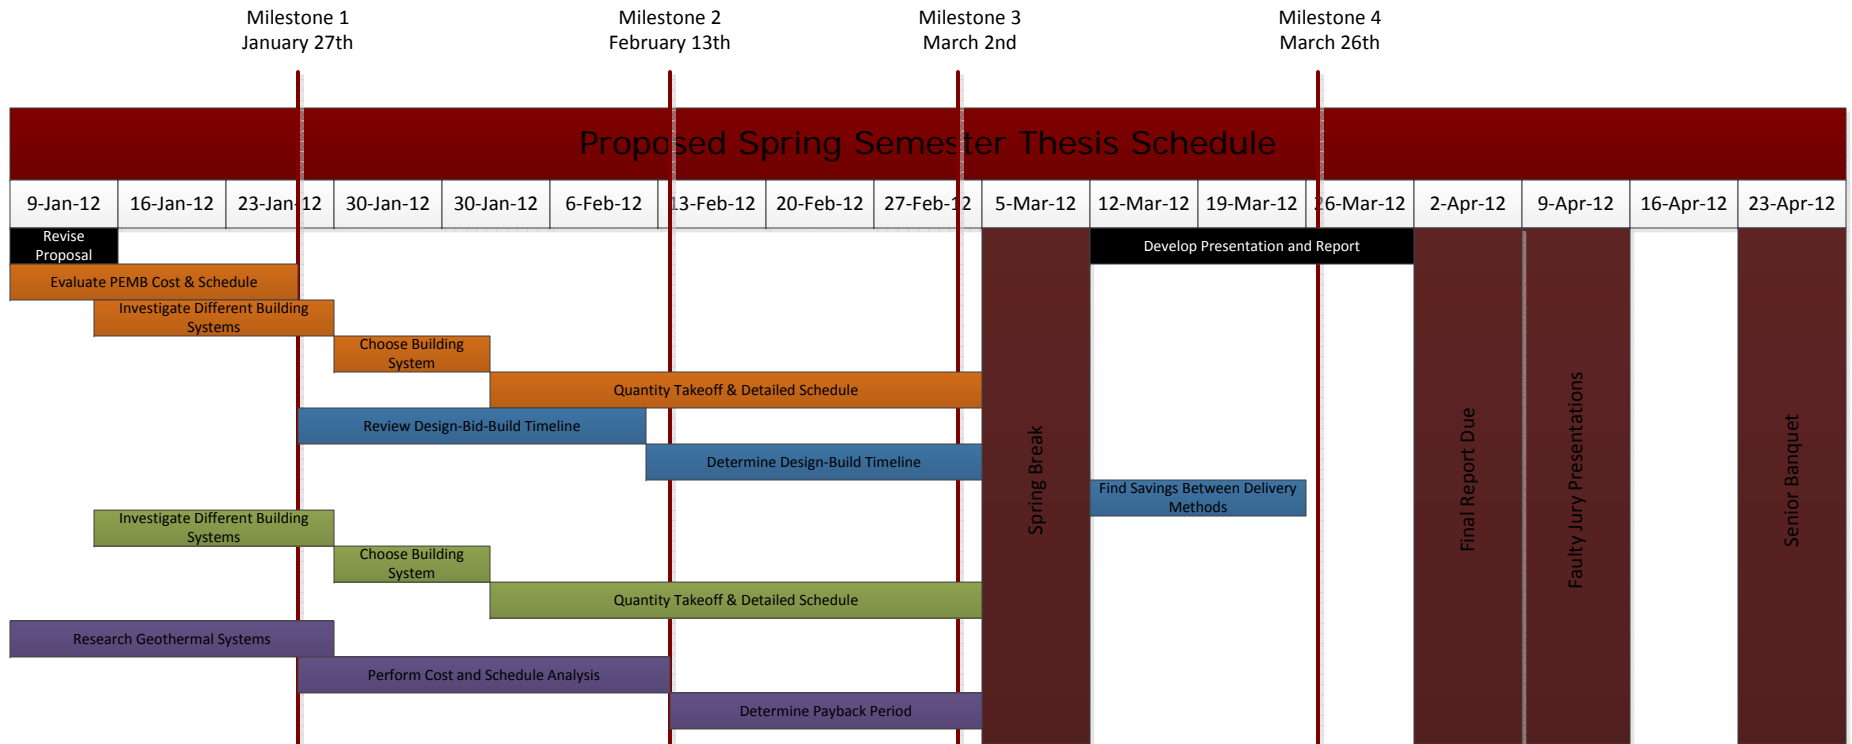 Milestone 1
January 27th
Milestone 2
February 13th
Milestone 3
March 2nd
Milestone 4
March 26th
Proposed Spring Semester Thesis Schedule
9-Jan-12
16-Jan-12
23-Jan-12
30-Jan-12
30-Jan-12
6-Feb-12
13-Feb-12
20-Feb-12
27-Feb-12
5-Mar-12
12-Mar-12
19-Mar-12
26-Mar-12
2-Apr-12
9-Apr-12
16-Apr-12
23-Apr-12
Revise
Proposal
Develop Presentation and Report
Evaluate PEMB Cost & Schedule
Investigate Different Building
Systems
Choose Building
System
Quantity Takeoff & Detailed Schedule
Review Design-Bid-Build Timeline
Determine Design-Build Timeline
Find Savings Between Delivery
Methods
Investigate Different Building
Systems
Choose Building
System
Quantity Takeoff & Detailed Schedule
Research Geothermal Systems
Perform Cost and Schedule Analysis
Determine Payback Period
Spring Break
Final Report Due
Faulty Jury Presentations
Senior Banquet